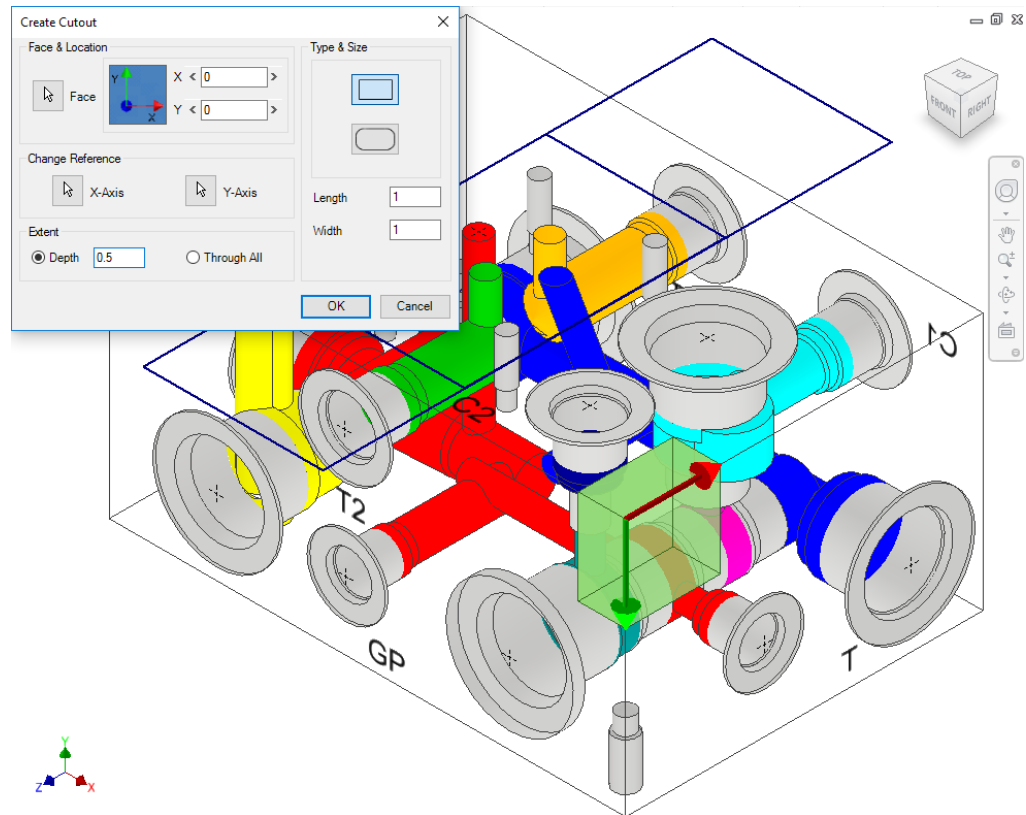 Create Cutout
Face & Location
Type & Size
Face
Y
X
X < 0 >
Y < 0 >
Change Reference
X-Axis
Y-Axis
Length 1
Width 1
Extent
Depth 0.5
Through All
OK
Cancel
TOP
FRONT
RIGHT
C1
C2
T2
GP
T
Y
Z
X